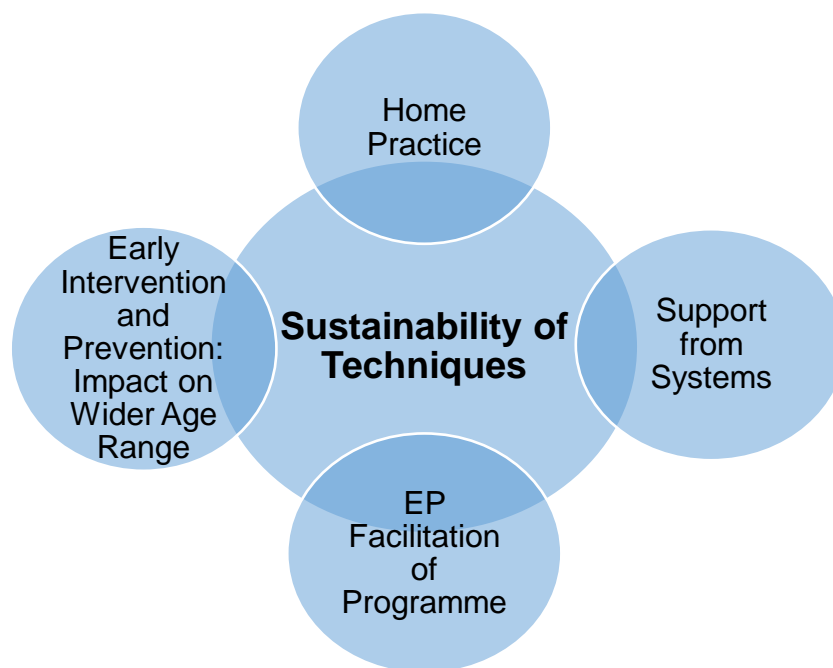 Home
Practice
Early
Intervention
and
Prevention:
Impact on
Wider Age
Range
Sustainability of
Techniques
Support
from
Systems
EP
Facilitation
of
Programme